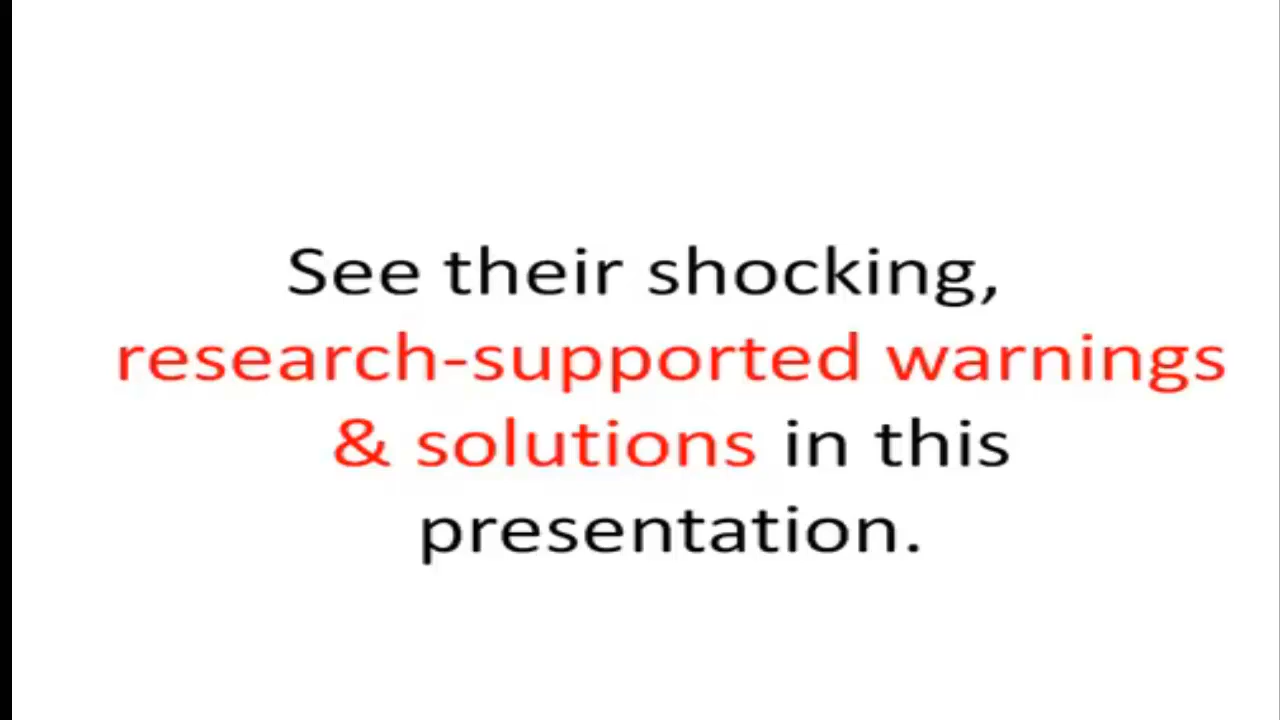 See their shocking,
research-supported warnings
& solutions in this
presentation.